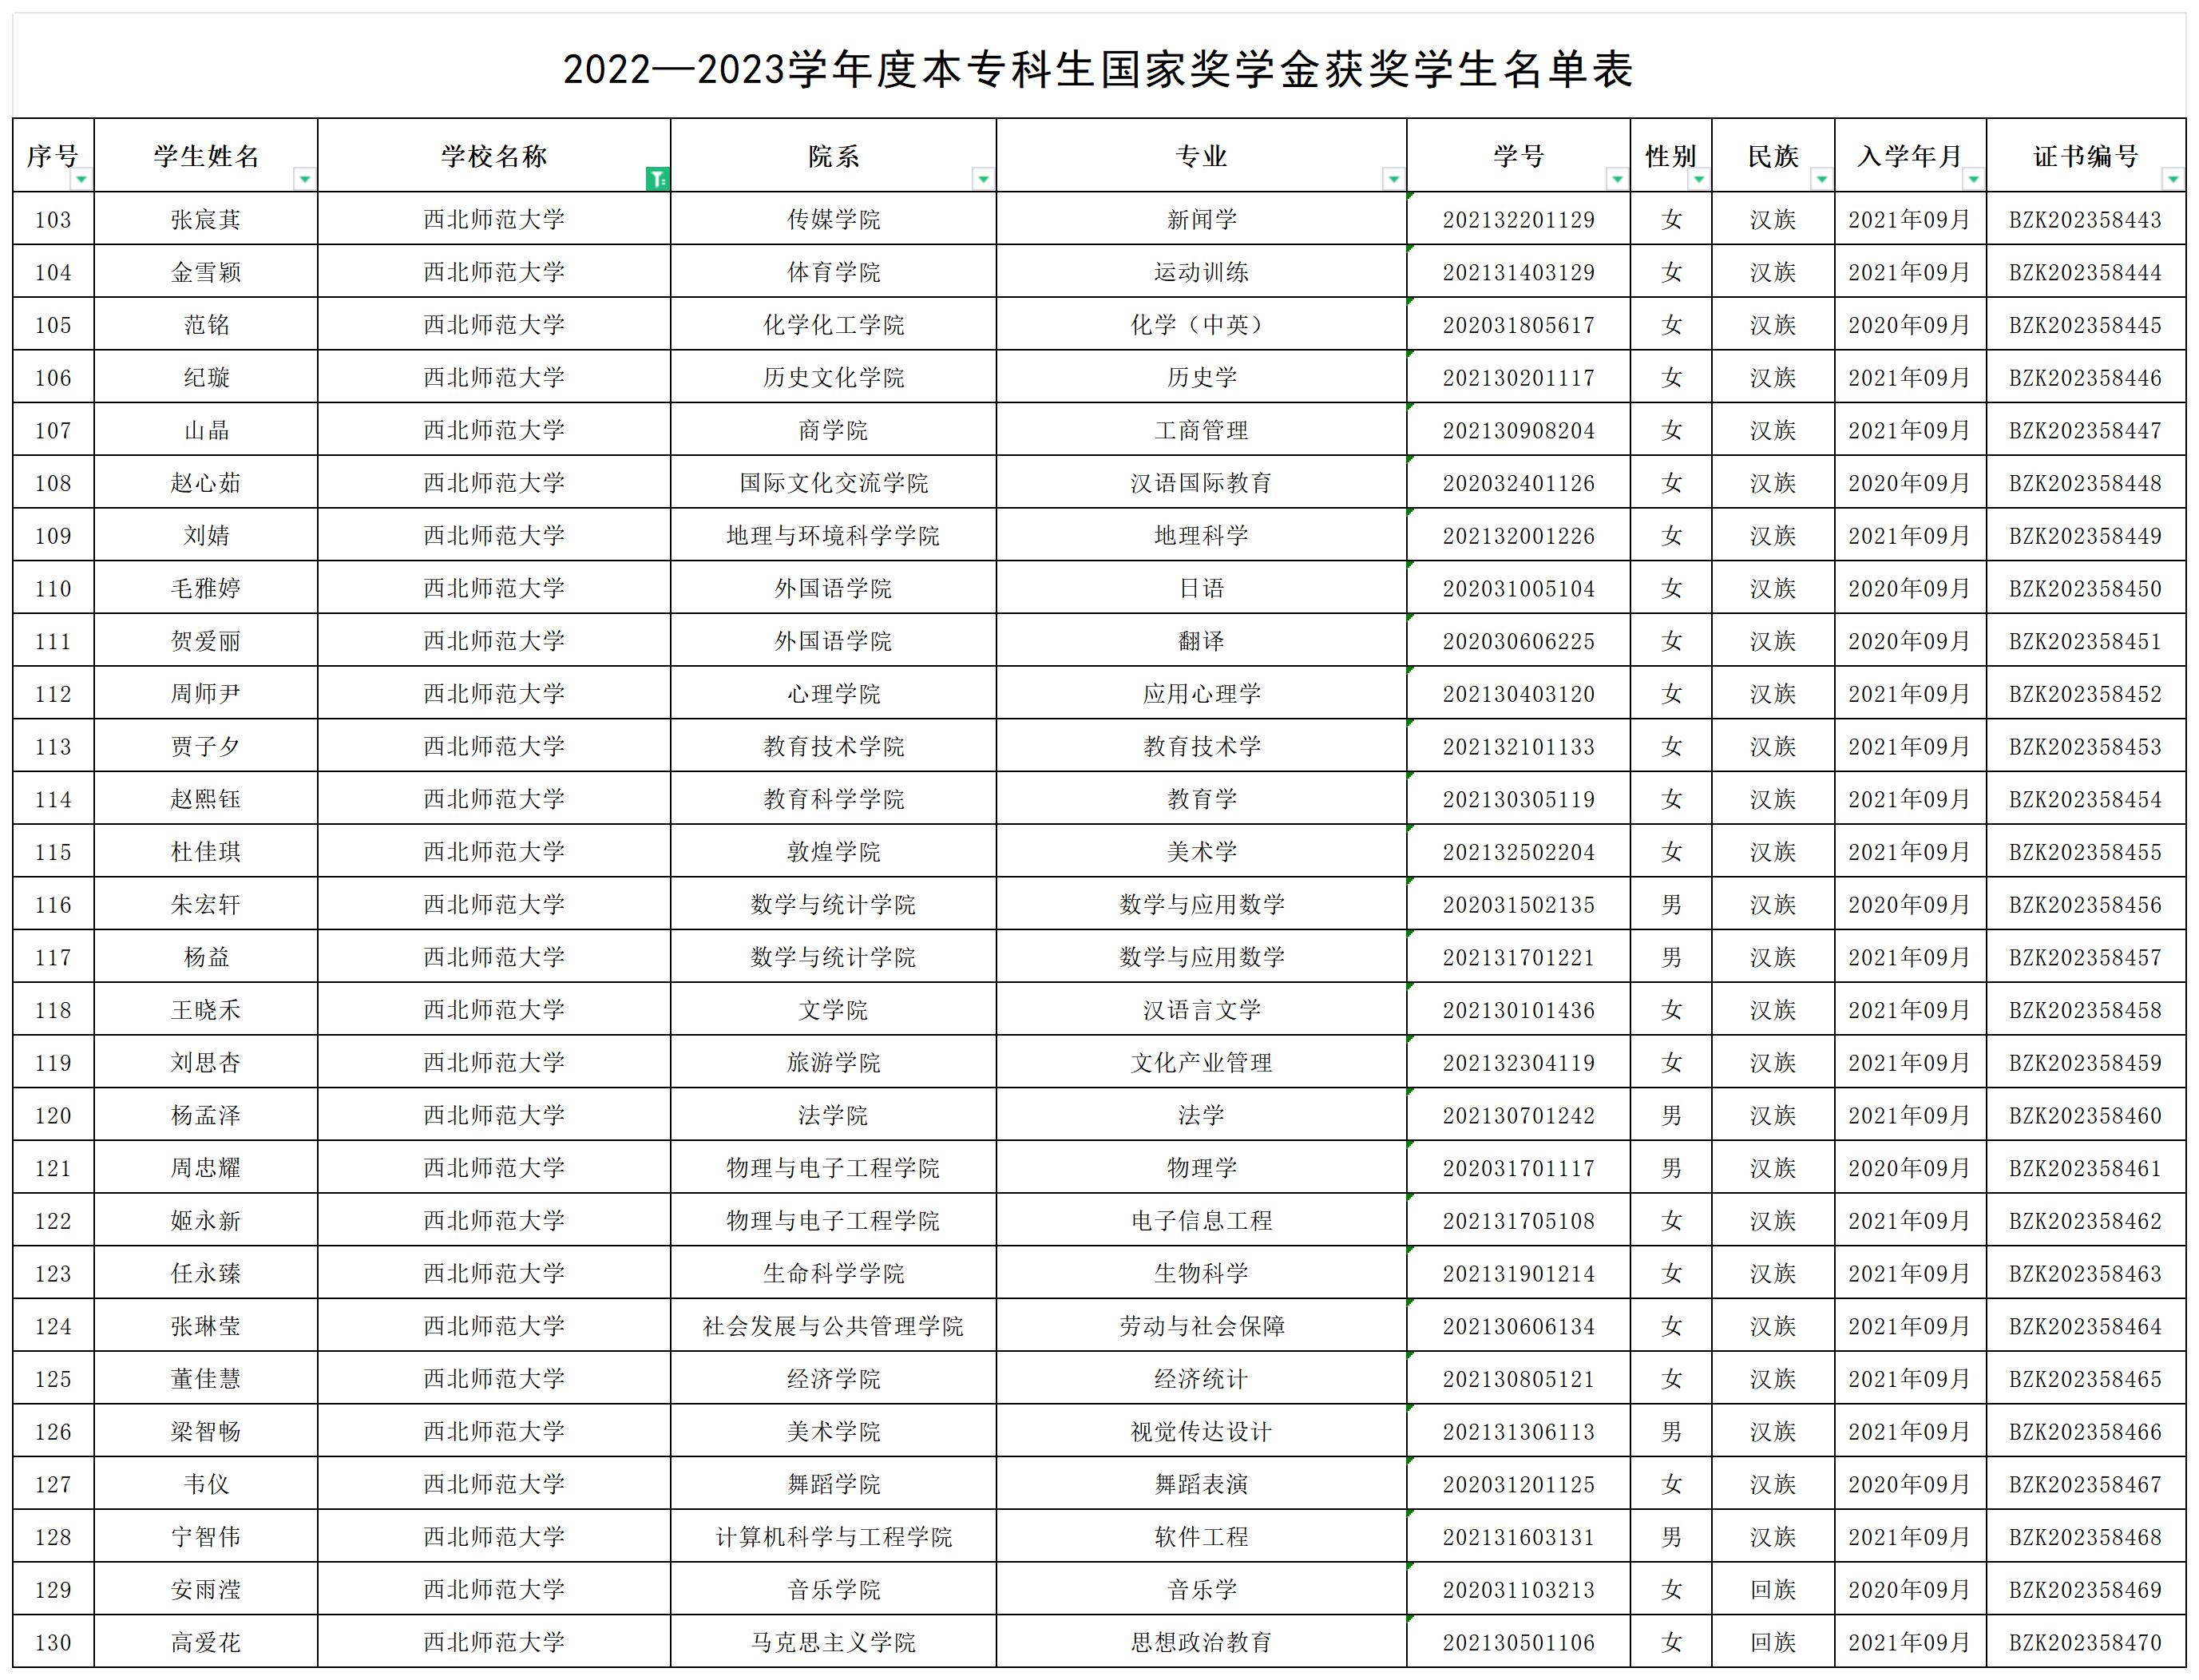 2022—2023学年度本专科生国家奖学金获奖学生名单表
序号 学生姓名 学校名称 院系 专业 学号 性别 民族 入学年月 证书编号
103 张宸萁 西北师范大学 传媒学院 新闻学 202132201129 女 汉族 2021年09月 BZK202358443
104 金雪颖 西北师范大学 体育学院 运动训练 202131403129 女 汉族 2021年09月 BZK202358444
105 范铭 西北师范大学 化学化工学院 化学（中英） 202031805617 女 汉族 2020年09月 BZK202358445
106 纪璇 西北师范大学 历史文化学院 历史学 202130201117 女 汉族 2021年09月 BZK202358446
107 山晶 西北师范大学 商学院 工商管理 202130908204 女 汉族 2021年09月 BZK202358447
108 赵心茹 西北师范大学 国际文化交流学院 汉语国际教育 202032401126 女 汉族 2020年09月 BZK202358448
109 刘婧 西北师范大学 地理与环境科学学院 地理科学 202132001226 女 汉族 2021年09月 BZK202358449
110 毛雅婷 西北师范大学 外国语学院 日语 202031005104 女 汉族 2020年09月 BZK202358450
111 贺爱丽 西北师范大学 外国语学院 翻译 202030606225 女 汉族 2020年09月 BZK202358451
112 周师尹 西北师范大学 心理学院 应用心理学 202130403120 女 汉族 2021年09月 BZK202358452
113 贾子夕 西北师范大学 教育技术学院 教育技术学 202132101133 女 汉族 2021年09月 BZK202358453
114 赵熙钰 西北师范大学 教育科学学院 教育学 202130305119 女 汉族 2021年09月 BZK202358454
115 杜佳琪 西北师范大学 敦煌学院 美术学 202132502204 女 汉族 2021年09月 BZK202358455
116 朱宏轩 西北师范大学 数学与统计学院 数学与应用数学 202031502135 男 汉族 2020年09月 BZK202358456
117 杨益 西北师范大学 数学与统计学院 数学与应用数学 202131701221 男 汉族 2021年09月 BZK202358457
118 王晓禾 西北师范大学 文学院 汉语言文学 202130101436 女 汉族 2021年09月 BZK202358458
119 刘思杏 西北师范大学 旅游学院 文化产业管理 202132304119 女 汉族 2021年09月 BZK202358459
120 杨孟泽 西北师范大学 法学院 法学 202130701242 男 汉族 2021年09月 BZK202358460
121 周忠耀 西北师范大学 物理与电子工程学院 物理学 202031701117 男 汉族 2020年09月 BZK202358461
122 姬永新 西北师范大学 物理与电子工程学院 电子信息工程 202131705108 女 汉族 2021年09月 BZK202358462
123 任永臻 西北师范大学 生命科学学院 生物科学 202131901214 女 汉族 2021年09月 BZK202358463
124 张琳莹 西北师范大学 社会发展与公共管理学院 劳动与社会保障 202130606134 女 汉族 2021年09月 BZK202358464
125 董佳慧 西北师范大学 经济学院 经济统计 202130805121 女 汉族 2021年09月 BZK202358465
126 梁智畅 西北师范大学 美术学院 视觉传达设计 202131306113 男 汉族 2021年09月 BZK202358466
127 韦仪 西北师范大学 舞蹈学院 舞蹈表演 202031201125 女 汉族 2020年09月 BZK202358467
128 宁智伟 西北师范大学 计算机科学与工程学院 软件工程 202131603131 男 汉族 2021年09月 BZK202358468
129 安雨滢 西北师范大学 音乐学院 音乐学 202031103213 女 回族 2020年09月 BZK202358469
130 高爱花 西北师范大学 马克思主义学院 思想政治教育 202130501106 女 回族 2021年09月 BZK202358470